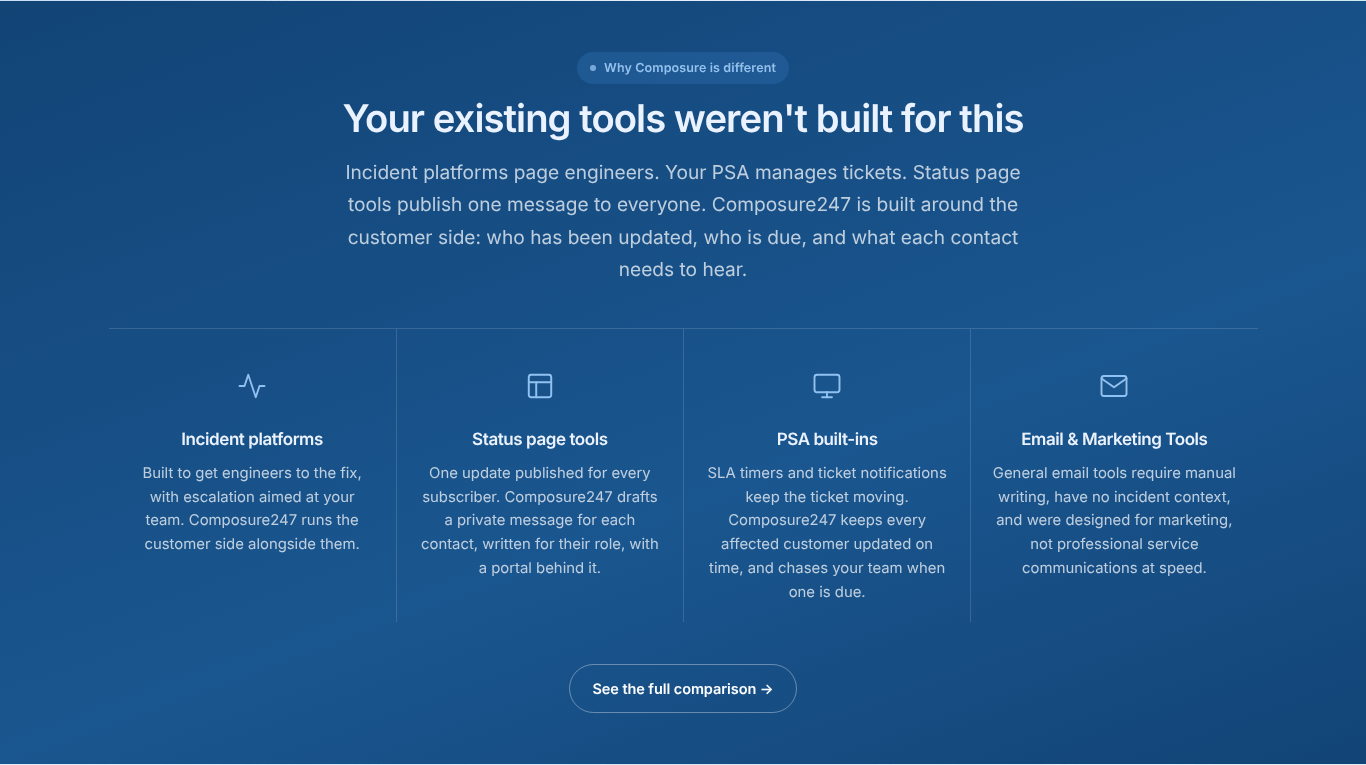 Why Composure is different
Your existing tools weren't built for this
Incident platforms page engineers. Your PSA manages tickets. Status page
tools publish one message to everyone. Composure247 is built around the
customer side: who has been updated, who is due, and what each contact
needs to hear.
Incident platforms
Built to get engineers to the fix,
with escalation aimed at your
team. Composure247 runs the
customer side alongside them.
Status page tools
One update published for every
subscriber. Composure247 drafts
a private message for each
contact, written for their role, with
a portal behind it.
PSA built-ins
SLA timers and ticket notifications
keep the ticket moving.
Composure247 keeps every
affected customer updated on
time, and chases your team when
one is due.
Email & Marketing Tools
General email tools require manual
writing, have no incident context,
and were designed for marketing,
not professional service
communications at speed.
See the full comparison →